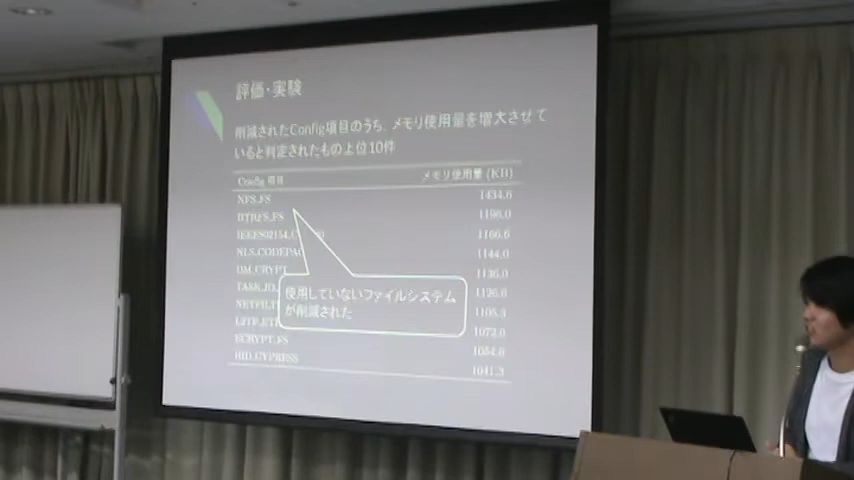 評価・実験
削減されたConfig項目のうち，メモリ使用量を増大させて
いると判定されたもの上位10件
Config 項目 メモリ使用量 (KB)
NFS_FS 1434.6
BTRFS_FS 1198.0
1166.6
1144.0
DM_CRYPT 1136.0
1126.6
1105.3
1072.0
ECRYPT_FS 1054.6
HID_CYPRESS 1041.3
使用していないファイルシステム
が削減された